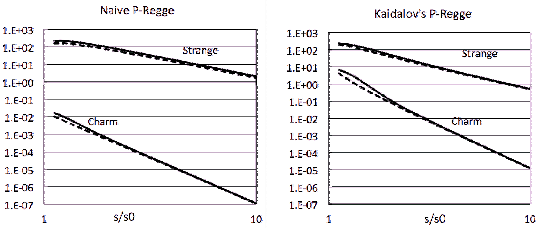 Naive P-Regge
1.E+03
1.E+02
1.E+01
1.E+00
1.E-01
1.E-02
1.E-03
1.E-04
1.E-05
1.E-06
1.E-07
Strange
Charm
1
s/s0
10
Kaidalov's P-Regge
1.E+03
1.E+02
1.E+01
1.E+00
1.E-01
1.E-02
1.E-03
1.E-04
1.E-05
1.E-06
1.E-07
Strange
Charm
1
s/s0
10